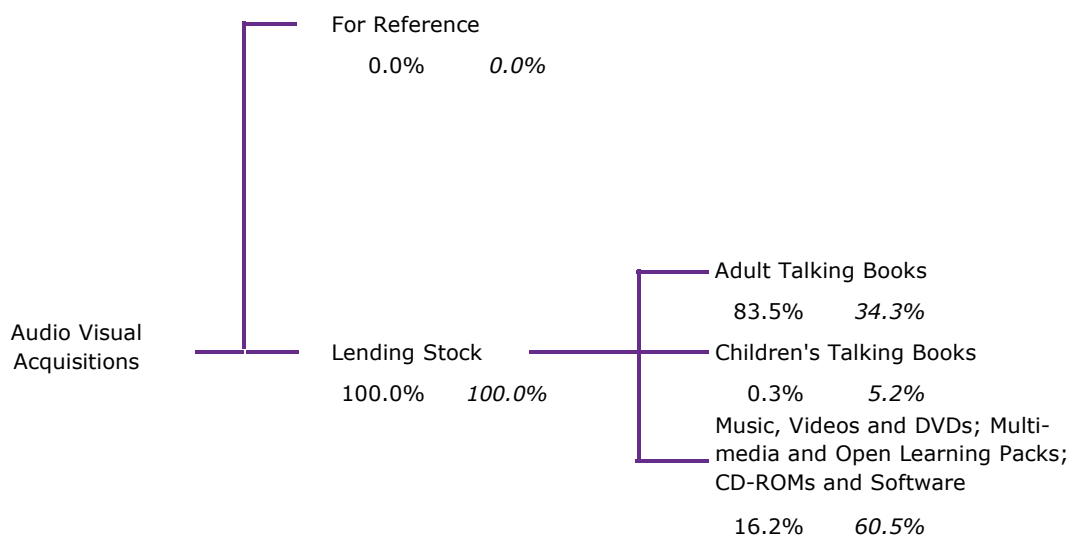 For Reference
0.0% 0.0%
Adult Talking Books
83.5% 34.3%
Audio Visual
Acquisitions
Lending Stock
100.0% 100.0%
Children's Talking Books
0.3% 5.2%
Music, Videos and DVDs; Multi-
media and Open Learning Packs;
CD-ROMs and Software
16.2% 60.5%